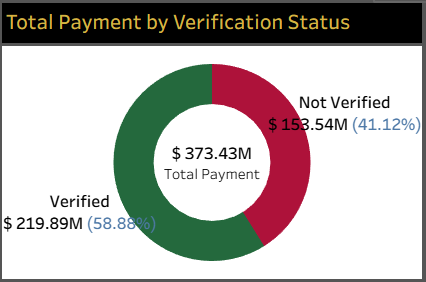 Total Payment by Verification Status
Not Verified
$ 153.54M (41.12%)
$ 373.43M
Total Payment
Verified
$ 219.89M (58.88%)